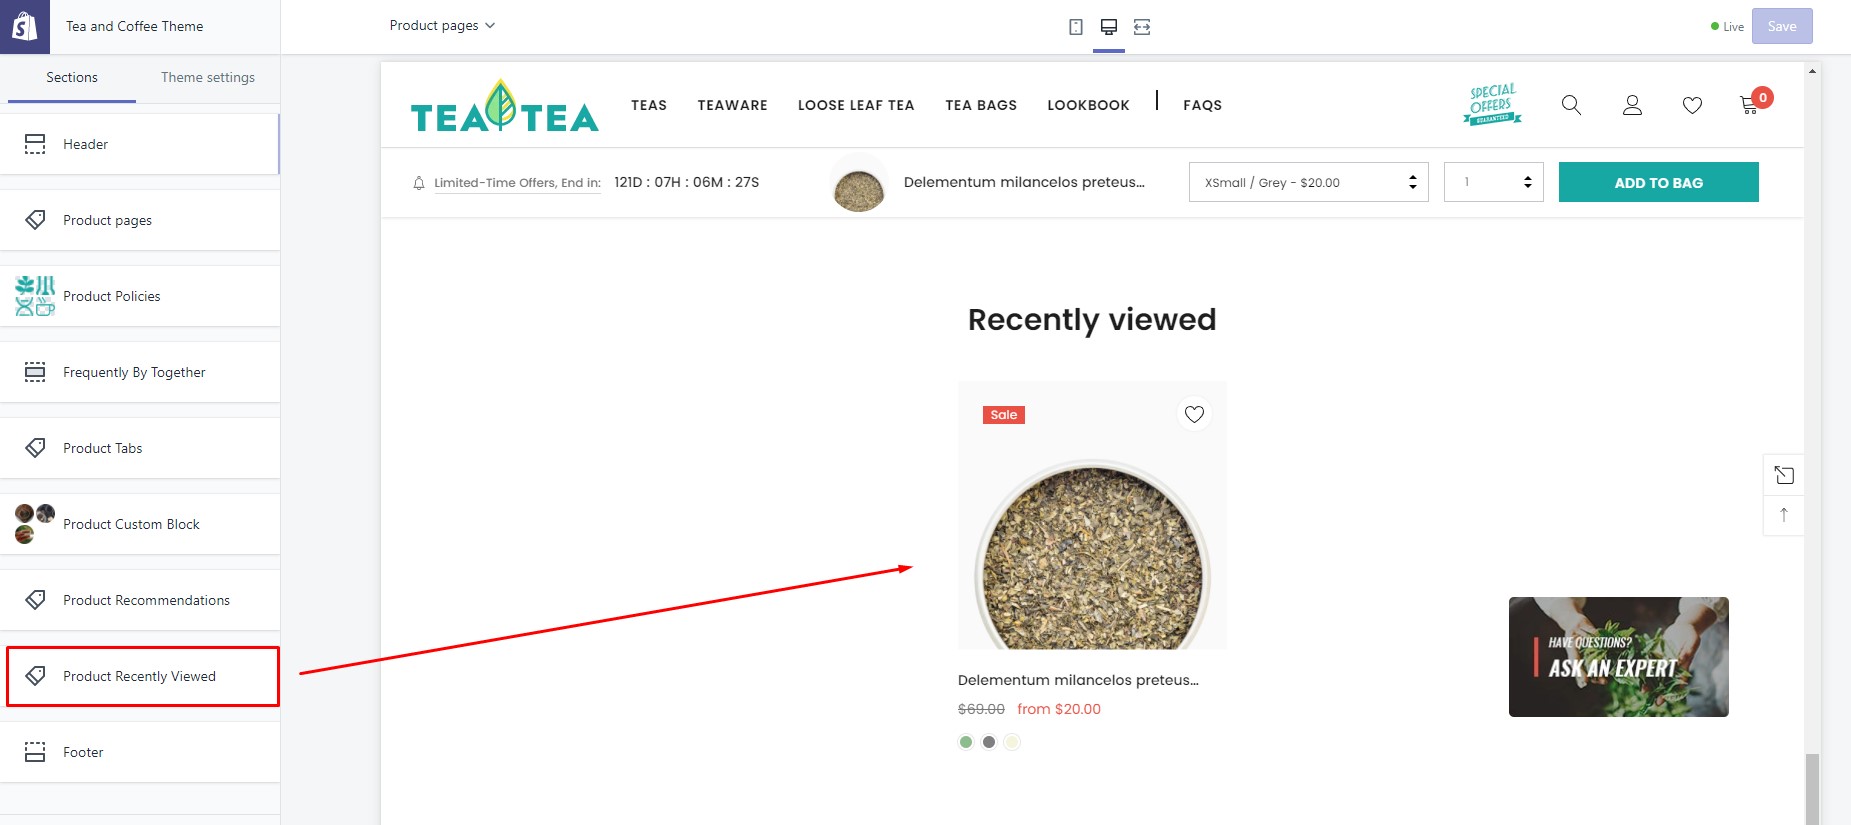 Tea and Coffee Theme
Product pages
Live
Save
Sections
Theme settings
Header
Product pages
Product Policies
Frequently By Together
Product Tabs
Product Custom Block
Product Recommendations
Product Recently Viewed
Footer
TEA TEA
TEAS
TEAWARE
LOOSE LEAF TEA
TEA BAGS
LOOKBOOK
FAQS
SPECIAL
OFFERS
GUARANTEED
0
Limited-Time Offers, End in:
121D : 07H : 06M : 27S
Delementum milancelos preteus...
XSmall / Grey - $20.00
1
ADD TO BAG
Recently viewed
Sale
Delementum milancelos preteus...
$69.00 from $20.00
HAVE QUESTIONS?
ASK AN EXPERT